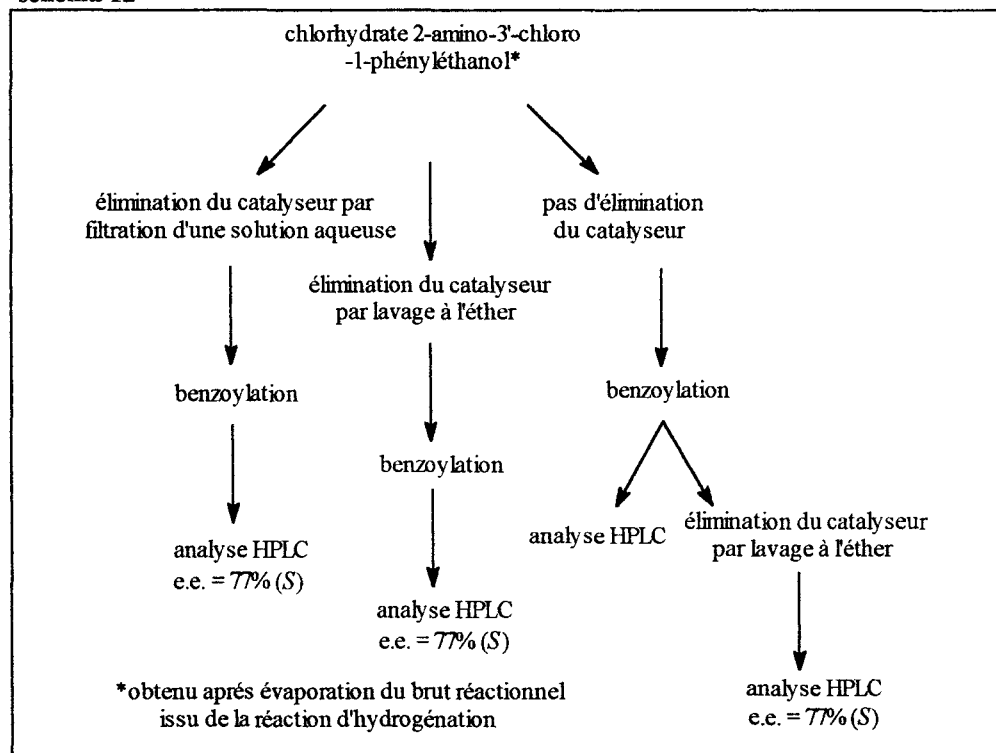 chlorhydrate 2-amino-3'-chloro
-1-phényléthanol*
élimination du catalyseur par
filtration d'une solution aqueuse
élimination du catalyseur
par lavage à l'éther
pas d'élimination
du catalyseur
benzoylation
benzoylation
benzoylation
analyse HPLC
e.e. = 77% (S)
analyse HPLC
e.e. = 77% (S)
analyse HPLC
élimination du catalyseur
par lavage à l'éther
analyse HPLC
e.e. = 77% (S)
*obtenu aprés évaporation du brut réactionnel
issu de la réaction d'hydrogénation